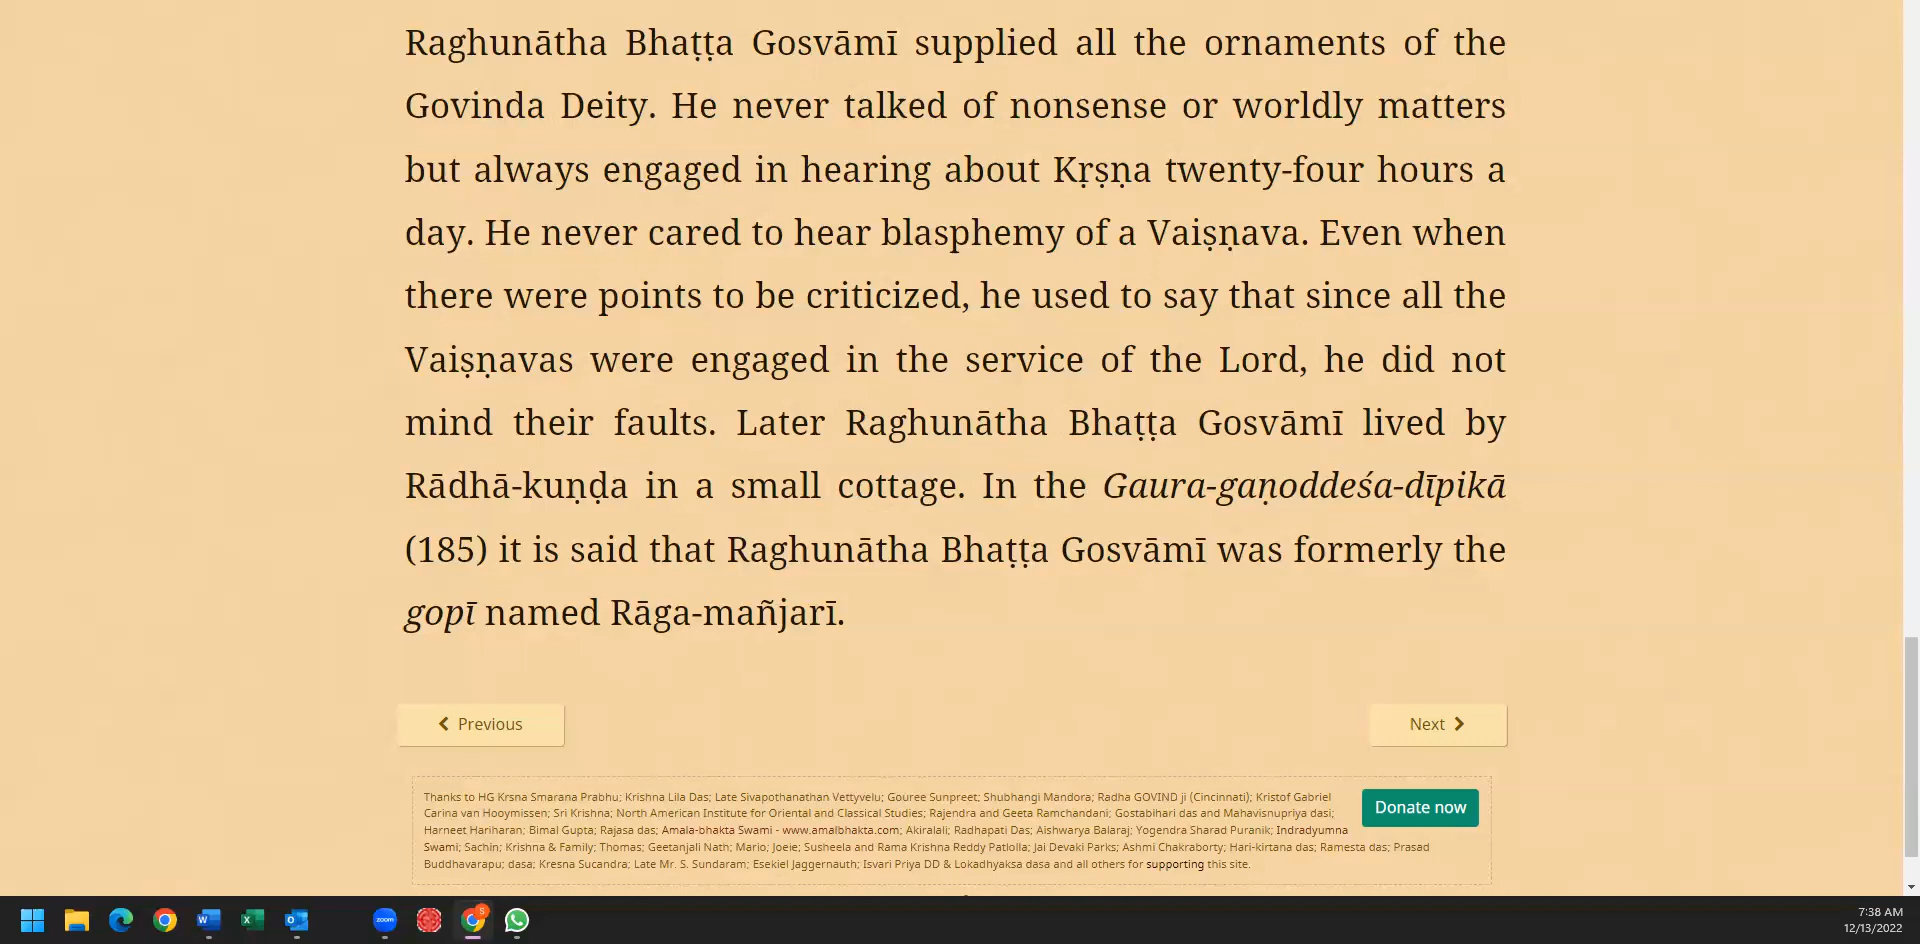 Raghunātha Bhaṭṭa Gosvāmī supplied all the ornaments of the
Govinda Deity. He never talked of nonsense or worldly matters
but always engaged in hearing about Kṛṣṇa twenty-four hours a
day. He never cared to hear blasphemy of a Vaiṣṇava. Even when
there were points to be criticized, he used to say that since all the
Vaiṣṇavas were engaged in the service of the Lord, he did not
mind their faults. Later Raghunātha Bhaṭṭa Gosvāmī lived by
Rādhā-kuṇḍa in a small cottage. In the Gaura-gaṇoddeśa-dīpikā
(185) it is said that Raghunātha Bhaṭṭa Gosvāmī was formerly the
gopī named Rāga-mañjarī.
Previous
Next
Thanks to HG Krsna Smarana Prabhu; Krishna Lila Das; Late Sivapothanathan Vettyvelu; Gouree Sunpreet; Shubhangi Mandora; Radha GOVIND ji (Cincinnati); Kristof Gabriel
Carina van Hooymissen; Sri Krishna; North American Institute for Oriental and Classical Studies; Rajendra and Geeta Ramchandani; Gostabihari das and Mahavisnupriya dasi;
Harneet Hariharan; Bimal Gupta; Rajasa das; Amala-bhakta Swami - www.amalbhakta.com; Akiralali; Radhapati Das; Aishwarya Balaraj; Yogendra Sharad Puranik; Indradyumna
Swami; Sachin; Krishna & Family; Thomas; Geetanjali Nath; Mario; Joeie; Susheela and Rama Krishna Reddy Patlolla; Jai Devaki Parks; Ashmi Chakraborty; Hari-kirtana das; Ramesta das; Prasad
Buddhavarapu; dasa; Kresna Sucandra; Late Mr. S. Sundaram; Esekiel Jaggernauth; Isvari Priya DD & Lokadhyaksa dasa and all others for supporting this site.
Donate now
W
X
O
zoom
S
7:38 AM
12/13/2022